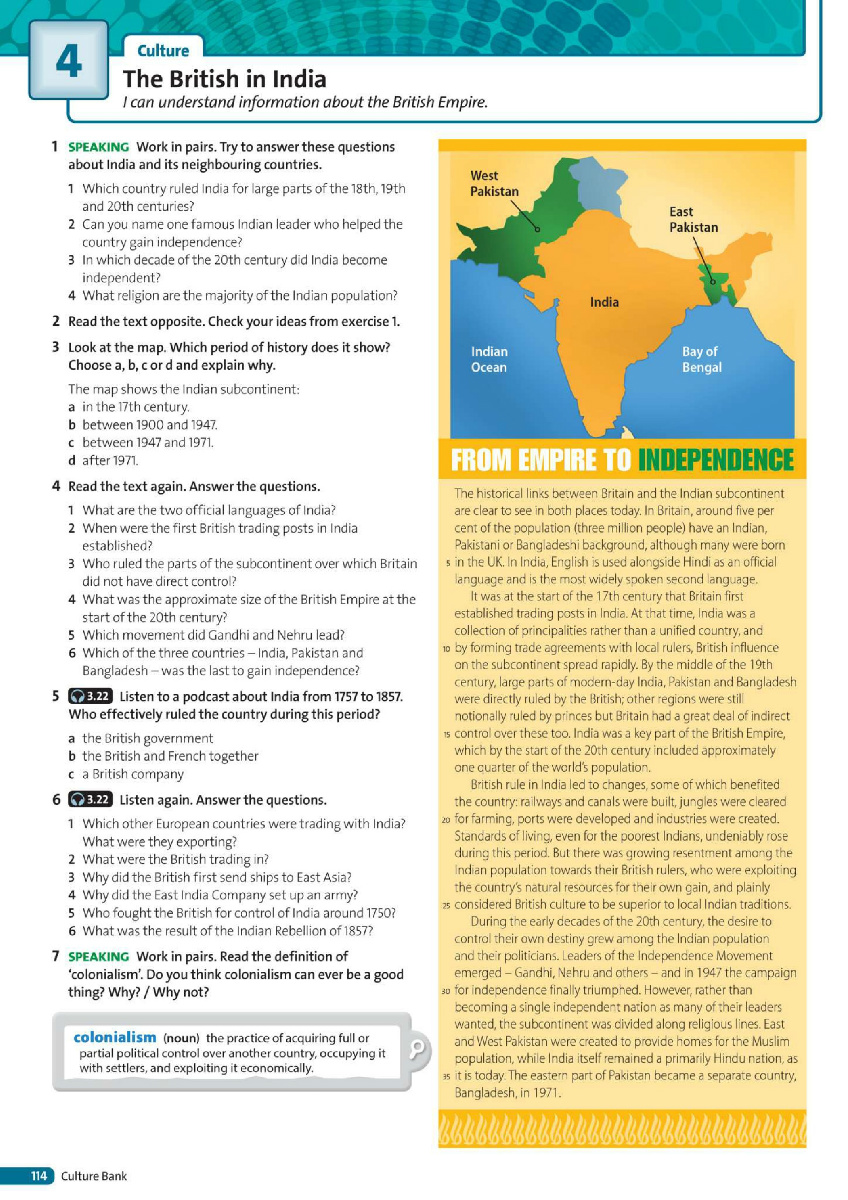 4
Culture
The British in India
I can understand information about the British Empire.
1 SPEAKING Work in pairs. Try to answer these questions
about India and its neighbouring countries.
1 Which country ruled India for large parts of the 18th, 19th
and 20th centuries?
2 Can you name one famous Indian leader who helped the
country gain independence?
3 In which decade of the 20th century did India become
independent?
4 What religion are the majority of the Indian population?
2 Read the text opposite. Check your ideas from exercise 1.
3 Look at the map. Which period of history does it show?
Choose a, b, c or d and explain why.
The map shows the Indian subcontinent:
a in the 17th century.
b between 1900 and 1947.
c between 1947 and 1971.
d after 1971.
4 Read the text again. Answer the questions.
1 What are the two official languages of India?
2 When were the first British trading posts in India
established?
3 Who ruled the parts of the subcontinent over which Britain
did not have direct control?
4 What was the approximate size of the British Empire at the
start of the 20th century?
5 Which movement did Gandhi and Nehru lead?
6 Which of the three countries – India, Pakistan and
Bangladesh – was the last to gain independence?
5 3.22 Listen to a podcast about India from 1757 to 1857.
Who effectively ruled the country during this period?
a the British government
b the British and French together
c a British company
6 3.22 Listen again. Answer the questions.
1 Which other European countries were trading with India?
What were they exporting?
2 What were the British trading in?
3 Why did the British first send ships to East Asia?
4 Why did the East India Company set up an army?
5 Who fought the British for control of India around 1750?
6 What was the result of the Indian Rebellion of 1857?
7 SPEAKING Work in pairs. Read the definition of
'colonialism'. Do you think colonialism can ever be a good
thing? Why? / Why not?
colonialism (noun) the practice of acquiring full or
partial political control over another country, occupying it
with settlers, and exploiting it economically.
West
Pakistan
East
Pakistan
India
Indian
Ocean
Bay of
Bengal
FROM EMPIRE TO INDEPENDENCE
The historical links between Britain and the Indian subcontinent
are clear to see in both places today. In Britain, around five per
cent of the population (three million people) have an Indian,
Pakistani or Bangladeshi background, although many were born
5 in the UK. In India, English is used alongside Hindi as an official
language and is the most widely spoken second language.
It was at the start of the 17th century that Britain first
established trading posts in India. At that time, India was a
collection of principalities rather than a unified country, and
10 by forming trade agreements with local rulers, British influence
on the subcontinent spread rapidly. By the middle of the 19th
century, large parts of modern-day India, Pakistan and Bangladesh
were directly ruled by the British; other regions were still
notionally ruled by princes but Britain had a great deal of indirect
15 control over these too. India was a key part of the British Empire,
which by the start of the 20th century included approximately
one quarter of the world's population.
British rule in India led to changes, some of which benefited
the country: railways and canals were built, jungles were cleared
20 for farming, ports were developed and industries were created.
Standards of living, even for the poorest Indians, undeniably rose
during this period. But there was growing resentment among the
Indian population towards their British rulers, who were exploiting
the country's natural resources for their own gain, and plainly
25 considered British culture to be superior to local Indian traditions.
During the early decades of the 20th century, the desire to
control their own destiny grew among the Indian population
and their politicians. Leaders of the Independence Movement
emerged – Gandhi, Nehru and others – and in 1947 the campaign
30 for independence finally triumphed. However, rather than
becoming a single independent nation as many of their leaders
wanted, the subcontinent was divided along religious lines. East
and West Pakistan were created to provide homes for the Muslim
population, while India itself remained a primarily Hindu nation, as
35 it is today. The eastern part of Pakistan became a separate country,
Bangladesh, in 1971.
114 Culture Bank